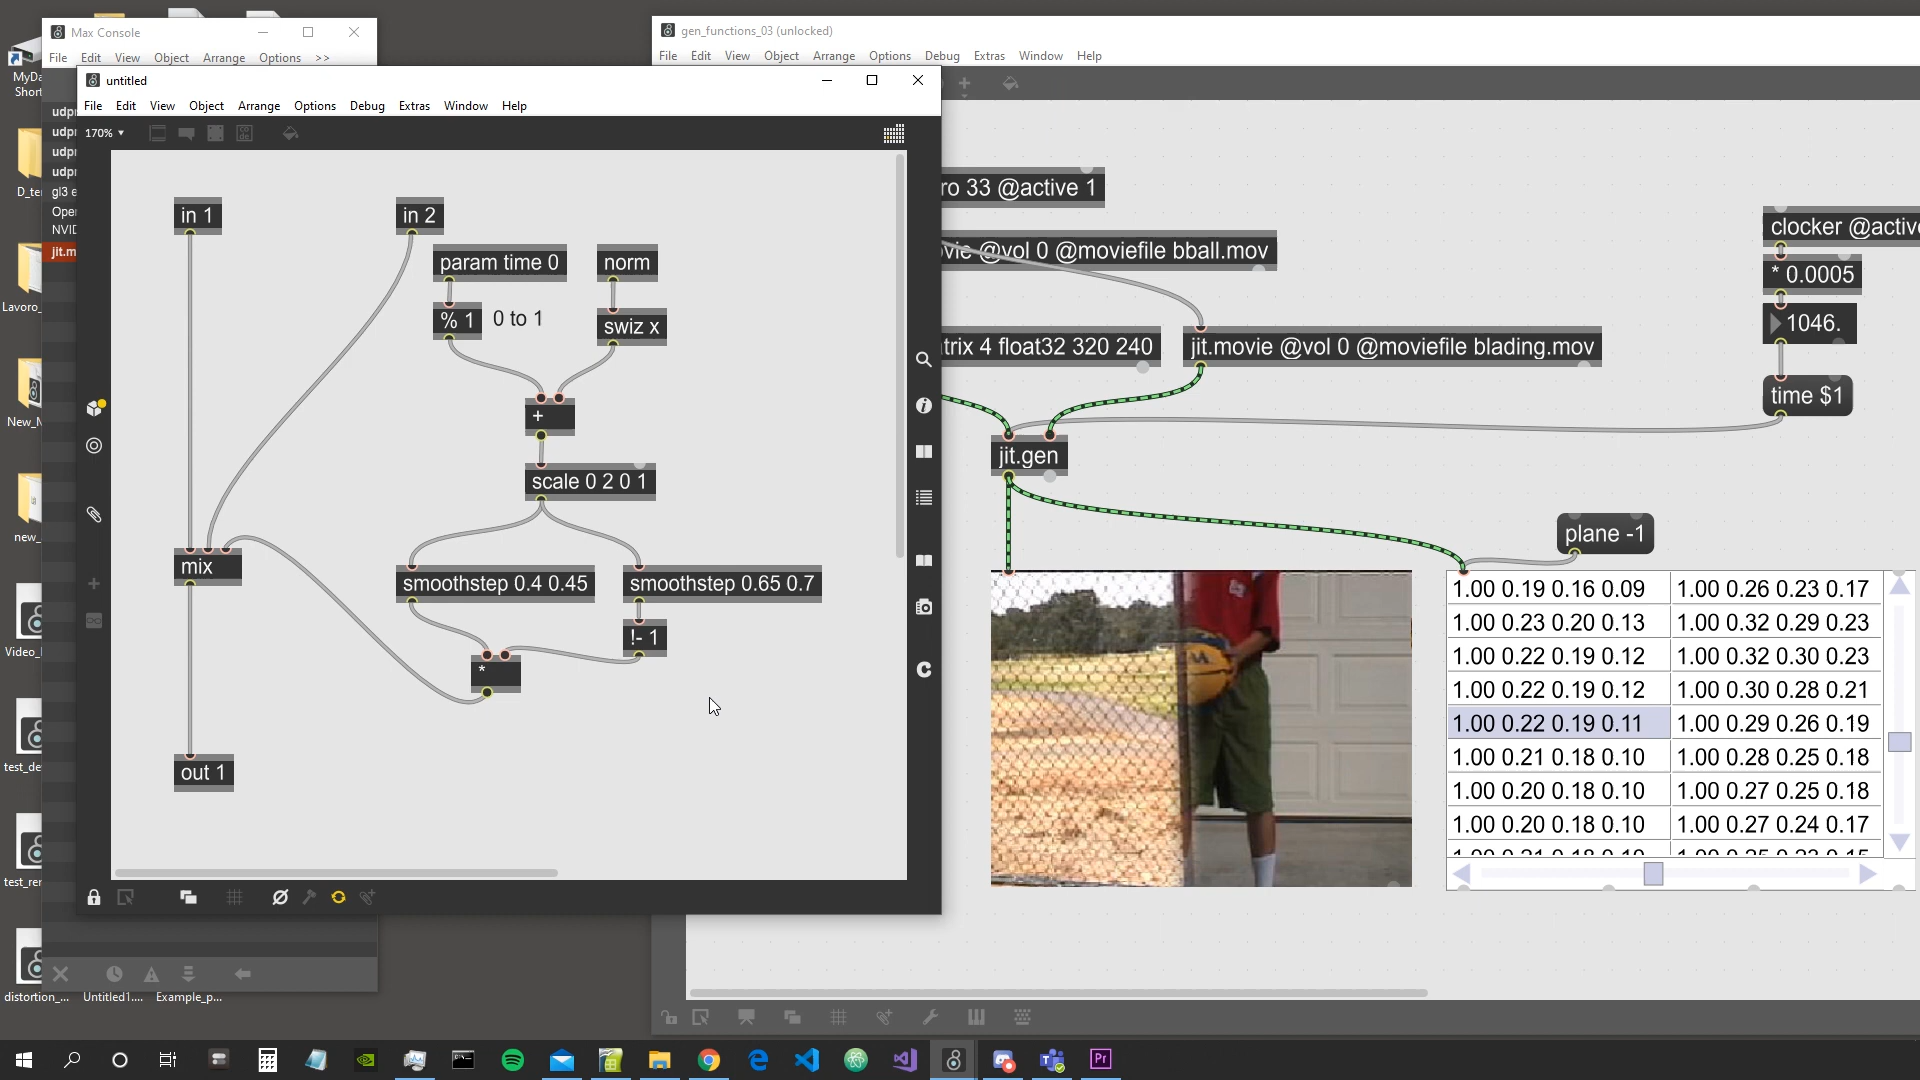 Max Console
File Edit View Object Arrange Options >>
MyDa
Short
udpr
udpr
udpr
udpr
gl3 e
Oper
NVID
jit.m
D_te
Lavoro_
New_M
new_
Video_
test_de
test_rer
distortion_...
Untitled1....
Example_p...
untitled
File Edit View Object Arrange Options Debug Extras Window Help
170%
in 1
in 2
param time 0
norm
% 1
0 to 1
swiz x
+
scale 0 2 0 1
mix
smoothstep 0.4 0.45
smoothstep 0.65 0.7
!- 1
*
out 1
gen_functions_03 (unlocked)
File Edit View Object Arrange Options Debug Extras Window Help
ro 33 @active 1
vie @vol 0 @moviefile bball.mov
trix 4 float32 320 240
jit.movie @vol 0 @moviefile blading.mov
clocker @active
* 0.0005
1046.
time $1
jit.gen
plane -1
1.00 0.19 0.16 0.09 1.00 0.26 0.23 0.17
1.00 0.23 0.20 0.13 1.00 0.32 0.29 0.23
1.00 0.22 0.19 0.12 1.00 0.32 0.30 0.23
1.00 0.22 0.19 0.12 1.00 0.30 0.28 0.21
1.00 0.22 0.19 0.11 1.00 0.29 0.26 0.19
1.00 0.21 0.18 0.10 1.00 0.28 0.25 0.18
1.00 0.20 0.18 0.10 1.00 0.27 0.25 0.18
1.00 0.20 0.18 0.10 1.00 0.27 0.24 0.17
Pr